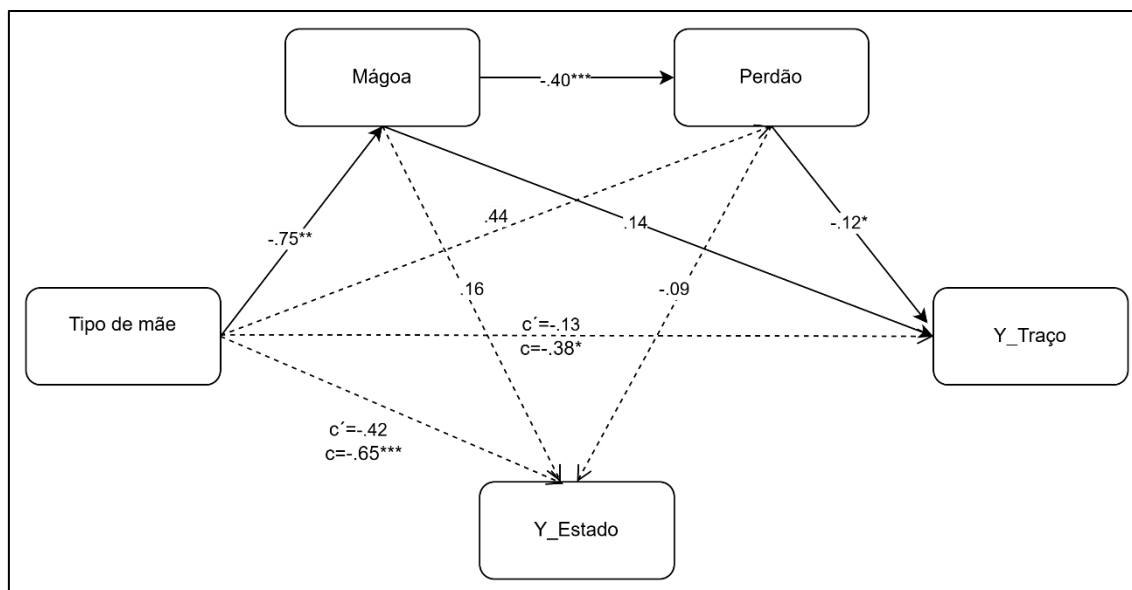 Mágoa
-.40***
Perdão
.44
.14
-.12*
-.75**
.16
-.09
Tipo de mãe
c´=-.13
c=-.38*
Y_Traço
c´=-.42
c=-.65***
Y_Estado